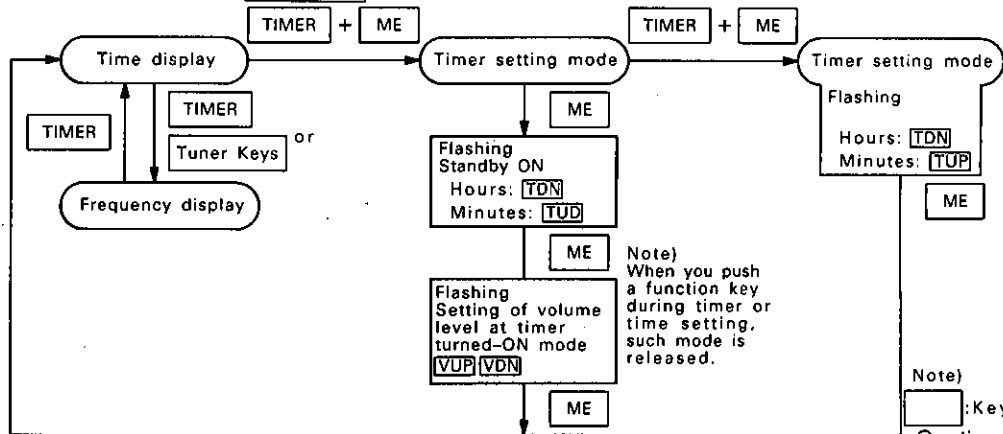 TIMER + ME
TIMER + ME
Time display
Timer setting mode
Timer setting mode
TIMER
TIMER
or
Tuner Keys
Frequency display
ME
Flashing
Standby ON
Hours: TDN
Minutes: TUD
ME
Flashing
Setting of volume
level at timer
turned-ON mode
VUP VDN
ME
Note)
When you push
a function key
during timer or
time setting,
such mode is
released.
Flashing
Hours: TDN
Minutes: TUP
ME
Note)
:Key